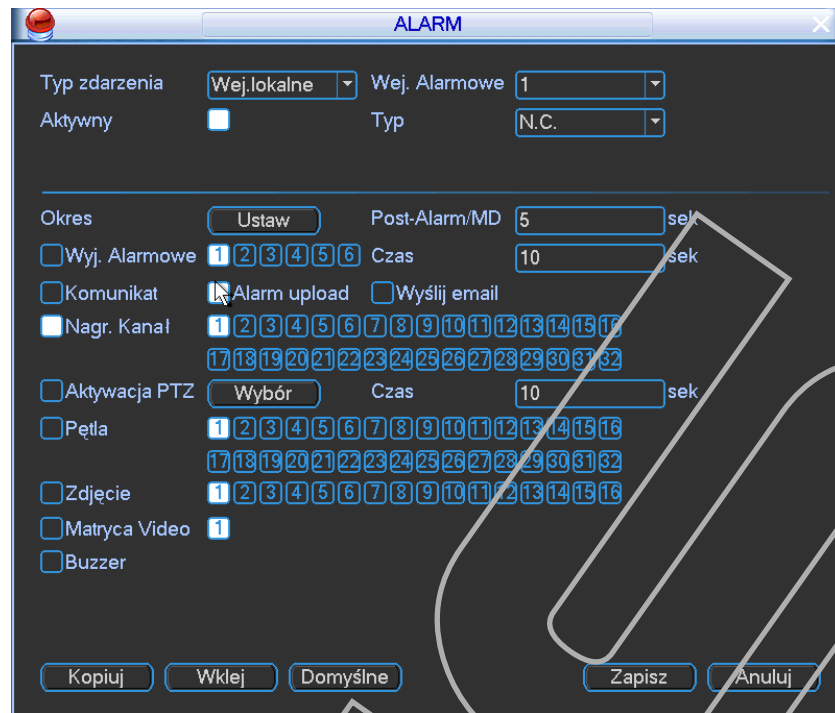 ALARM
Typ zdarzenia Wej.lokalne Wej. Alarmowe 1
Aktywny Typ N.C.
Okres Ustaw Post-Alarm/MD 5 sek
Wyj. Alarmowe 1 2 3 4 5 6 Czas 10 sek
Komunikat Alarm upload Wyślij email
Nagr. Kanał 1 2 3 4 5 6 7 8 9 10 11 12 13 14 15 16
17 18 19 20 21 22 23 24 25 26 27 28 29 30 31 32
Aktywacja PTZ Wybór Czas 10 sek
Pętla 1 2 3 4 5 6 7 8 9 10 11 12 13 14 15 16
17 18 19 20 21 22 23 24 25 26 27 28 29 30 31 32
Zdjęcie 1 2 3 4 5 6 7 8 9 10 11 12 13 14 15 16
Matryca Video 1
Buzzer
Kopiuj Wklej Domyślne Zapisz Anuluj